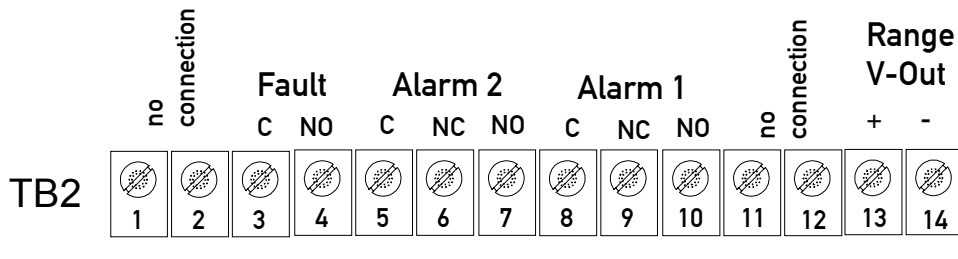 no
connection
Fault
Alarm 2
Alarm 1
no
connection
Range
V-Out
C NO C NC NO C NC NO + -
TB2
1 2 3 4 5 6 7 8 9 10 11 12 13 14